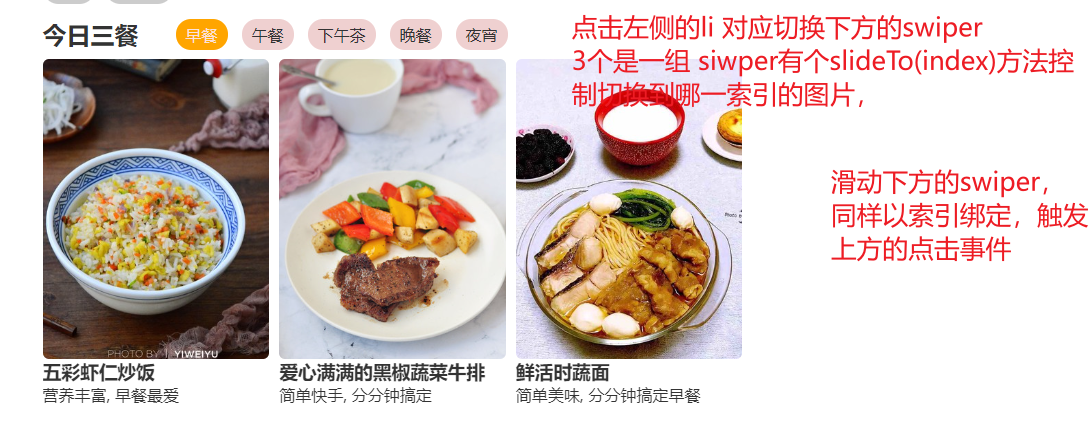 今日三餐
早餐 午餐 下午茶 晚餐 夜宵
点击左侧的li 对应切换下方的swiper
3个是一组 siwper有个slideTo(index)方法控
制切换到哪一索引的图片，
滑动下方的swiper，
同样以索引绑定，触发
上方的点击事件
PHOTO BY | YIWEIYU
五彩虾仁炒饭
营养丰富, 早餐最爱
爱心满满的黑椒蔬菜牛排
简单快手, 分分钟搞定
鲜活时蔬面
简单美味, 分分钟搞定早餐